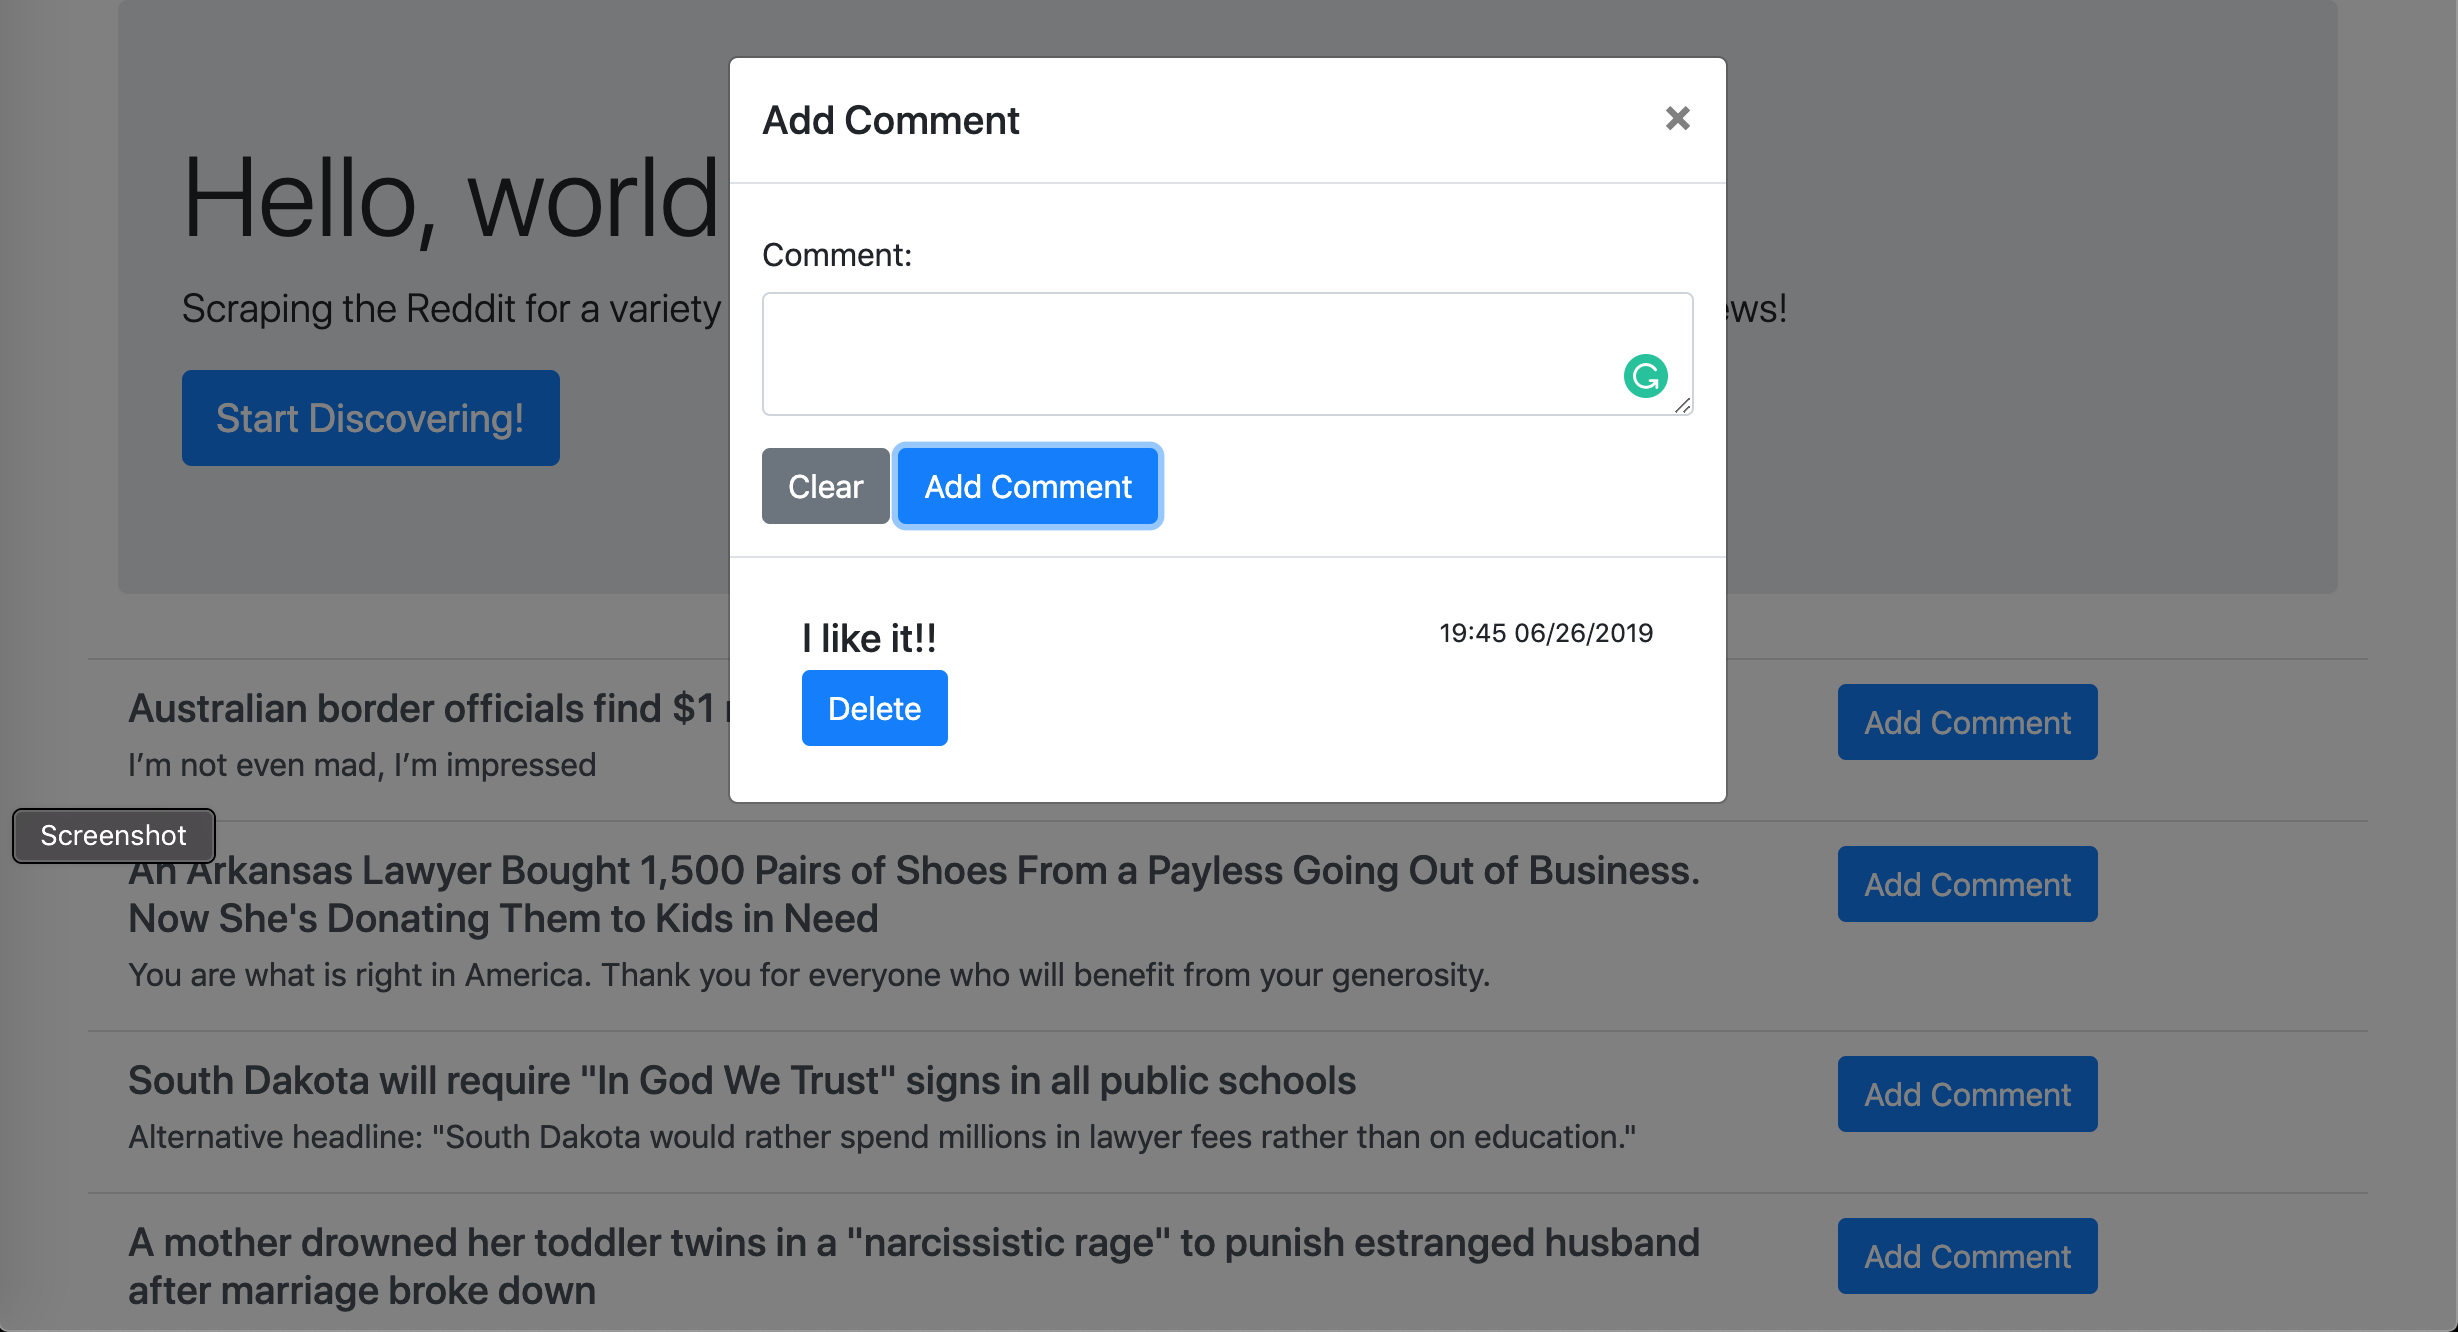 Add Comment ×
Comment:
Clear Add Comment
I like it!! 19:45 06/26/2019
Delete
Hello, world
Scraping the Reddit for a variety
Start Discovering!
Australian border officials find $1
Add Comment
I’m not even mad, I’m impressed
Screenshot
An Arkansas Lawyer Bought 1,500 Pairs of Shoes From a Payless Going Out of Business.
Now She's Donating Them to Kids in Need
Add Comment
You are what is right in America. Thank you for everyone who will benefit from your generosity.
South Dakota will require "In God We Trust" signs in all public schools
Add Comment
Alternative headline: "South Dakota would rather spend millions in lawyer fees rather than on education."
A mother drowned her toddler twins in a "narcissistic rage" to punish estranged husband
after marriage broke down
Add Comment